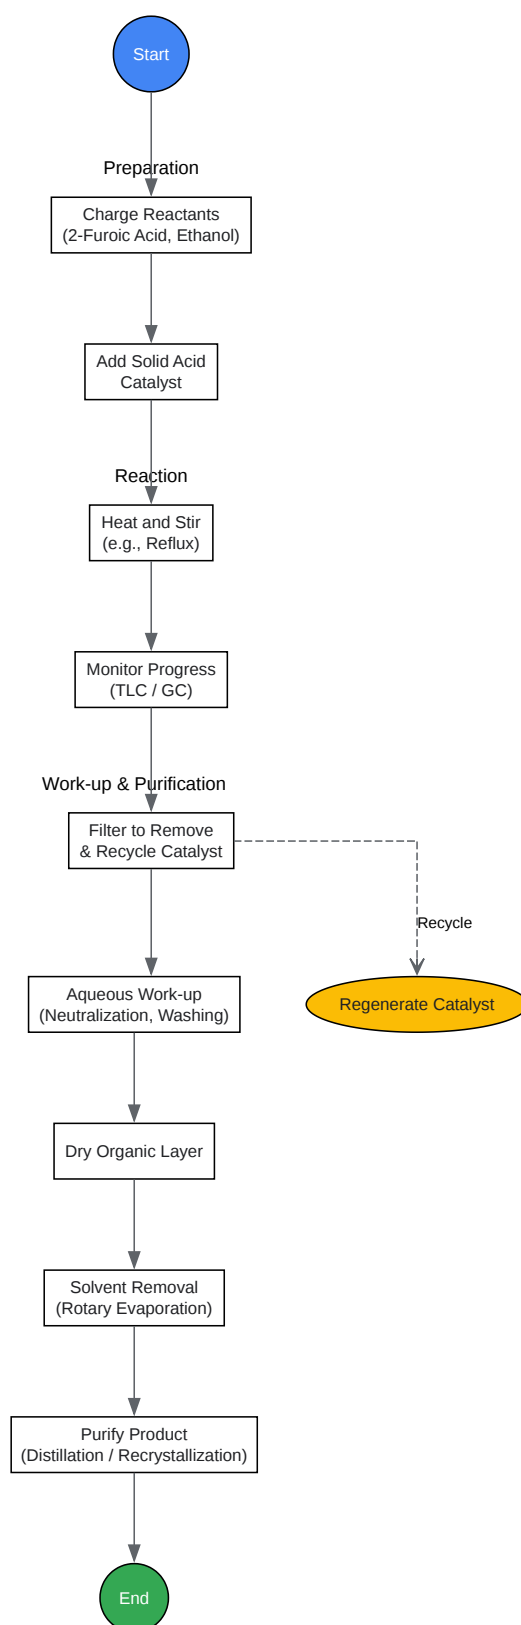 Start
Preparation
Charge Reactants
(2-Furoic Acid, Ethanol)
Add Solid Acid
Catalyst
Reaction
Heat and Stir
(e.g., Reflux)
Monitor Progress
(TLC / GC)
Work-up & Purification
Filter to Remove
& Recycle Catalyst
Recycle
Aqueous Work-up
(Neutralization, Washing)
Regenerate Catalyst
Dry Organic Layer
Solvent Removal
(Rotary Evaporation)
Purify Product
(Distillation / Recrystallization)
End